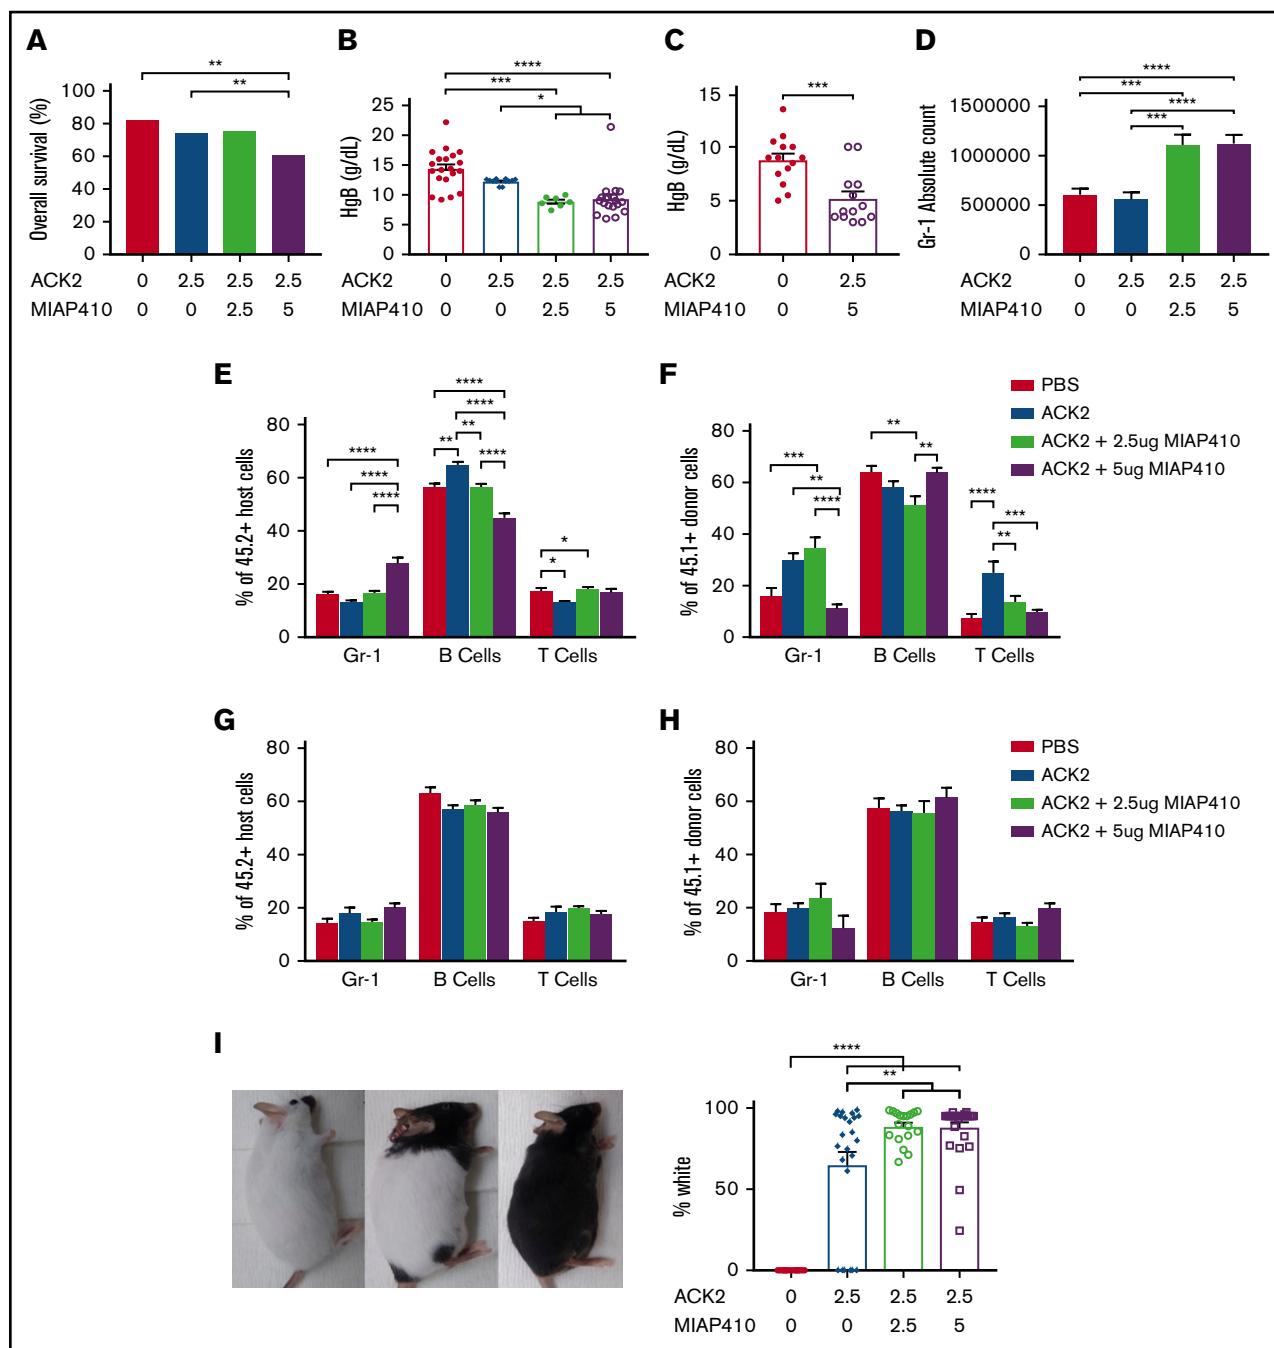 A
B
C
D
** 
**
Overall survival (%)
100
80
60
40
20
0
ACK2 0 2.5 2.5 2.5
MIAP410 0 0 2.5 5
****
***
*
HgB (g/dL)
25
20
15
10
5
0
0 2.5 2.5 2.5
0 0 2.5 5
***
HgB (g/dL)
15
10
5
0
0 2.5
0 5
****
***
****
***
Gr-1 Absolute count
1500000
1000000
500000
0
ACK2 0 2.5 2.5 2.5
MIAP410 0 0 2.5 5
E
% of 45.2+ host cells
80
60
40
20
0
****
****
****
****
****
**
**
****
*
*
Gr-1 B Cells T Cells
F
% of 45.1+ donor cells
80
60
40
20
0
***
**
****
**
**
****
***
**
Gr-1 B Cells T Cells
PBS
ACK2
ACK2 + 2.5ug MIAP410
ACK2 + 5ug MIAP410
G
% of 45.2+ host cells
80
60
40
20
0
Gr-1 B Cells T Cells
H
% of 45.1+ donor cells
80
60
40
20
0
Gr-1 B Cells T Cells
PBS
ACK2
ACK2 + 2.5ug MIAP410
ACK2 + 5ug MIAP410
I
****
**
% white
100
50
0
ACK2 0 2.5 2.5 2.5
MIAP410 0 0 2.5 5